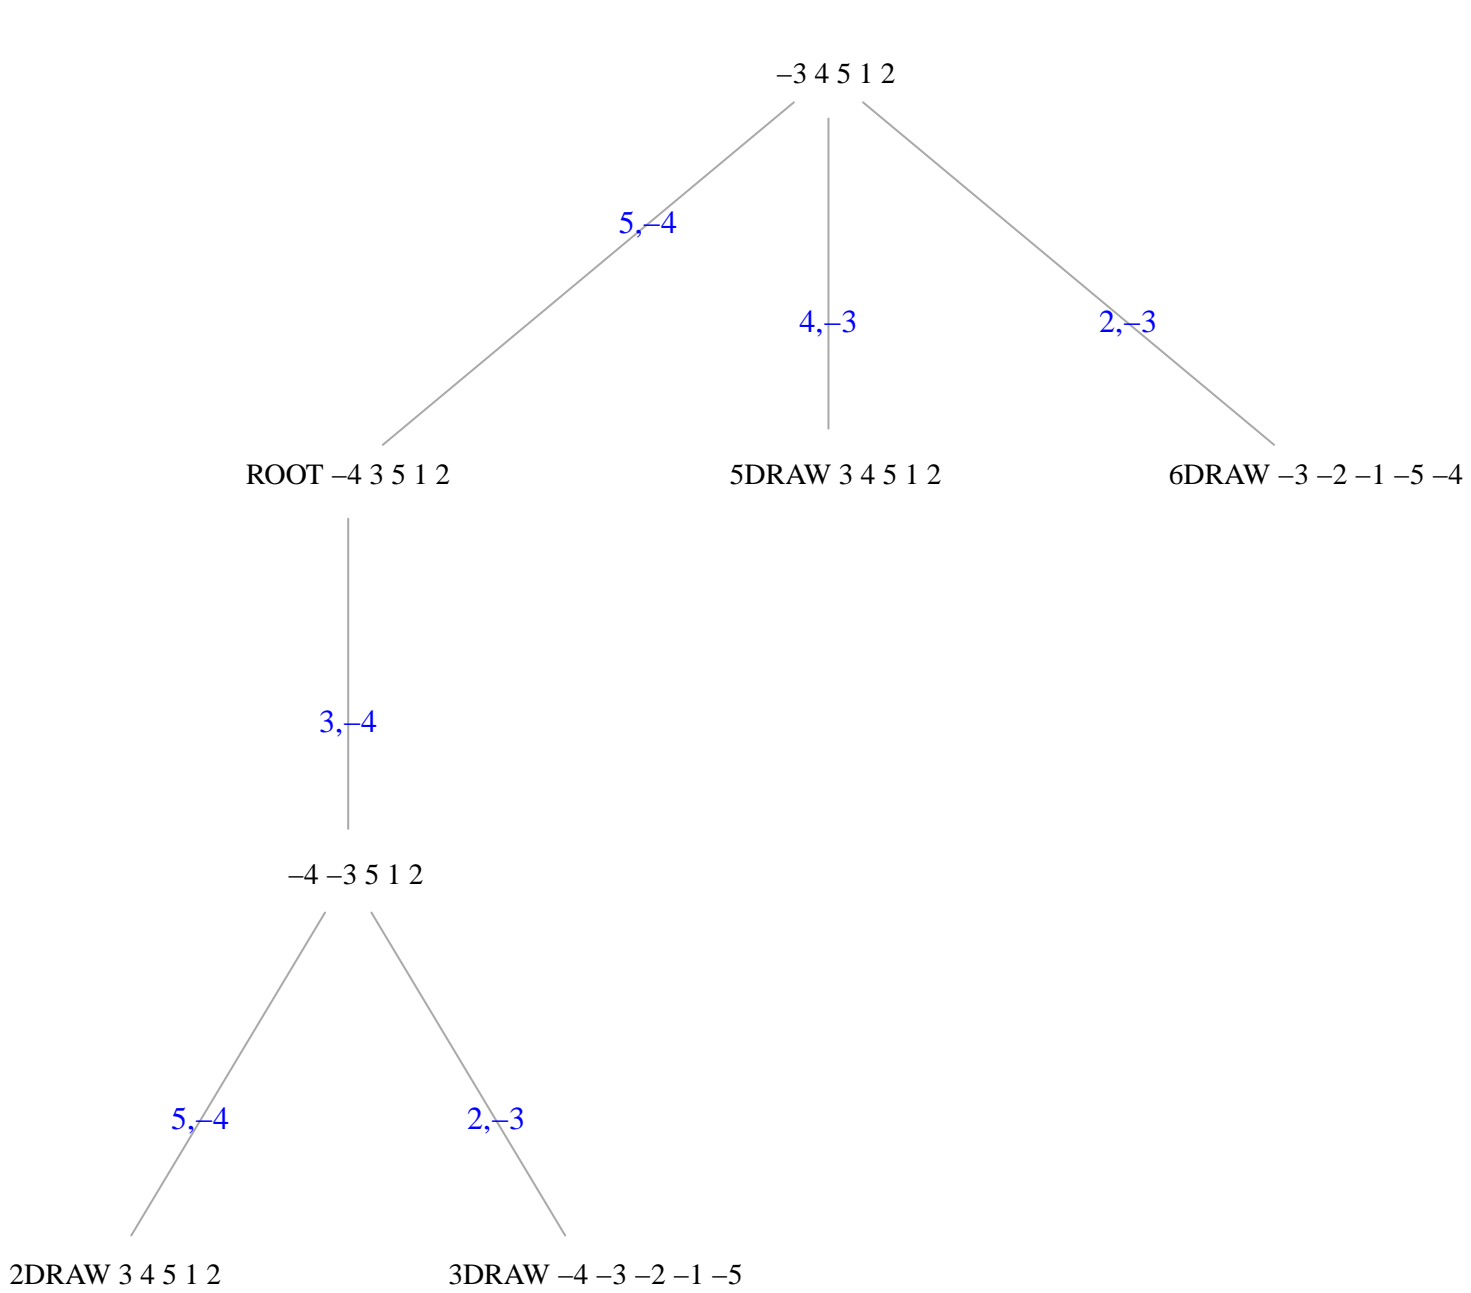 –3 4 5 1 2
5,–4
4,–3
2,–3
ROOT –4 3 5 1 2
5DRAW 3 4 5 1 2
6DRAW –3 –2 –1 –5 –4
3,–4
–4 –3 5 1 2
5,–4
2,–3
2DRAW 3 4 5 1 2
3DRAW –4 –3 –2 –1 –5